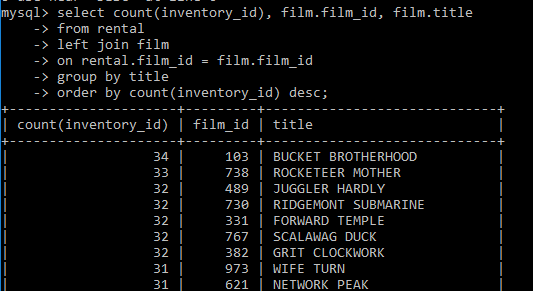 mysql> select count(inventory_id), film.film_id, film.title
    -> from rental
    -> left join film
    -> on rental.film_id = film.film_id
    -> group by title
    -> order by count(inventory_id) desc;
+---------------------+---------+-----------------------------+
| count(inventory_id) | film_id | title                       |
+---------------------+---------+-----------------------------+
|                  34 |     103 | BUCKET BROTHERHOOD          |
|                  33 |     738 | ROCKETEER MOTHER            |
|                  32 |     489 | JUGGLER HARDLY              |
|                  32 |     730 | RIDGEMONT SUBMARINE         |
|                  32 |     331 | FORWARD TEMPLE              |
|                  32 |     767 | SCALAWAG DUCK               |
|                  32 |     382 | GRIT CLOCKWORK              |
|                  31 |     973 | WIFE TURN                   |
|                  31 |     621 | NETWORK PEAK                |